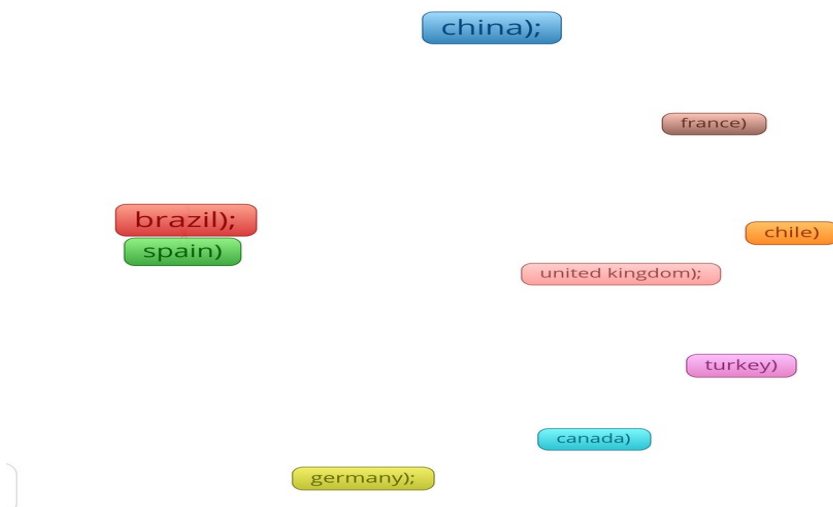 china);
france)
brazil);
chile)
spain)
united kingdom);
turkey)
canada)
germany);